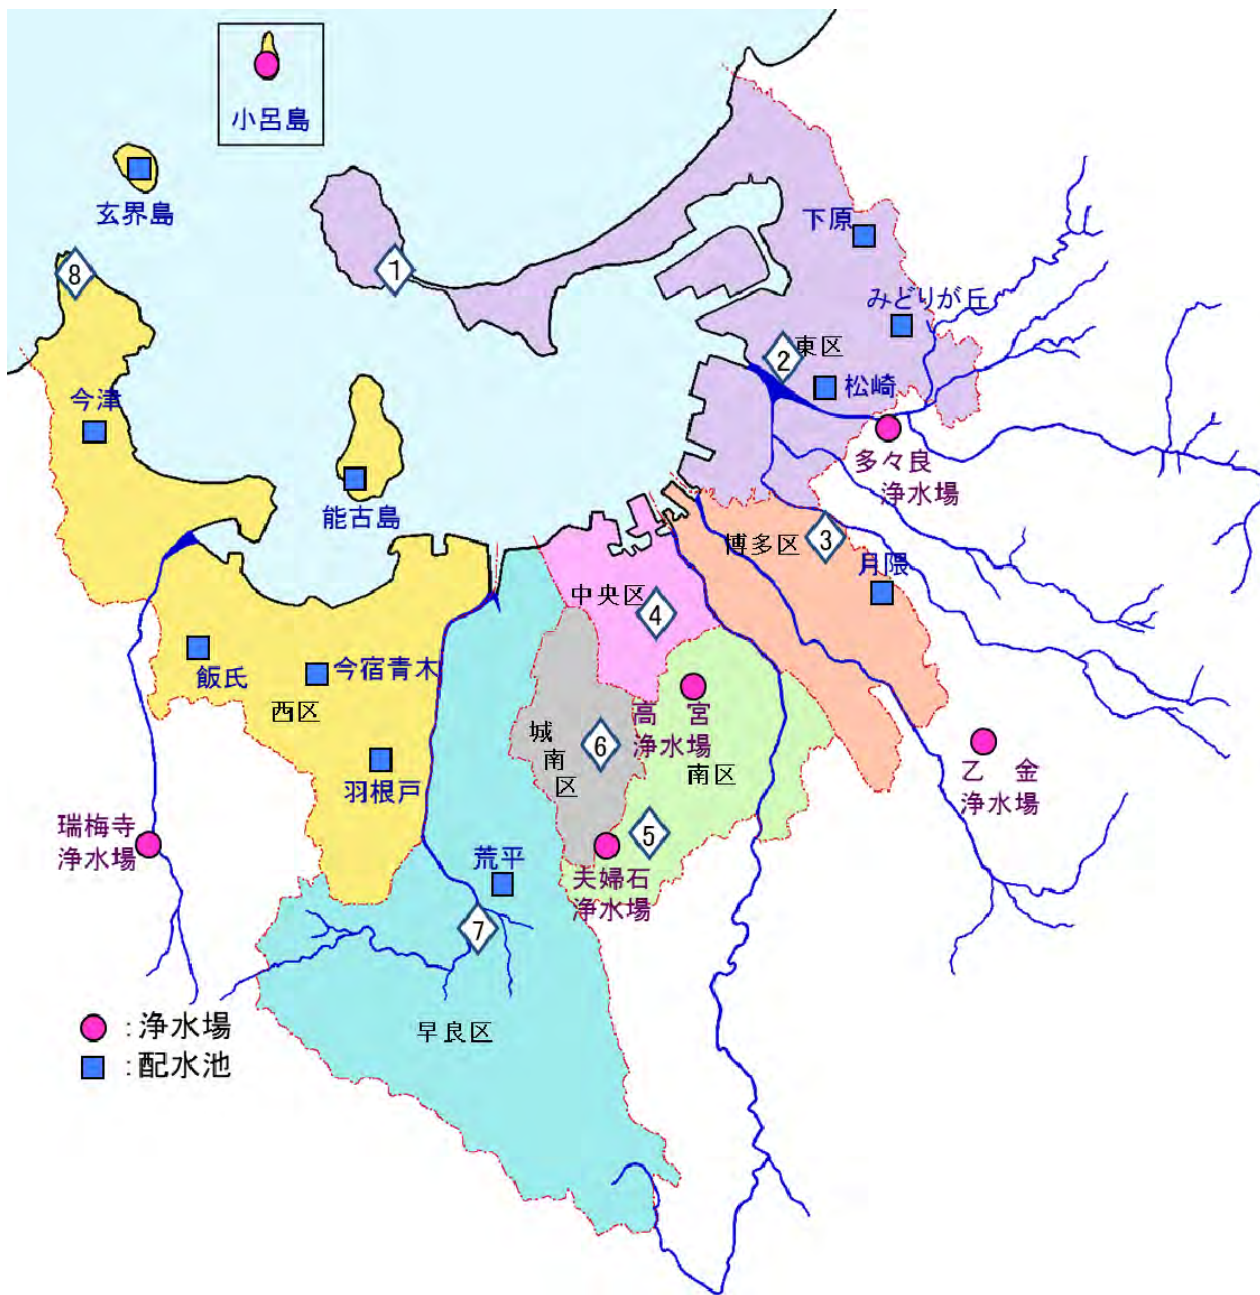 小呂島
玄界島
8
1
下原
みどりが丘
2
東区
今津
松崎
多々良
浄水場
能古島
博多区
3
月隈
中央区
4
飯氏
今宿青木
西区
高 宮
浄水場
城
南
区
6
南区
羽根戸
乙 金
浄水場
瑞梅寺
浄水場
5
荒平
夫婦石
浄水場
7
早良区
：浄水場
：配水池